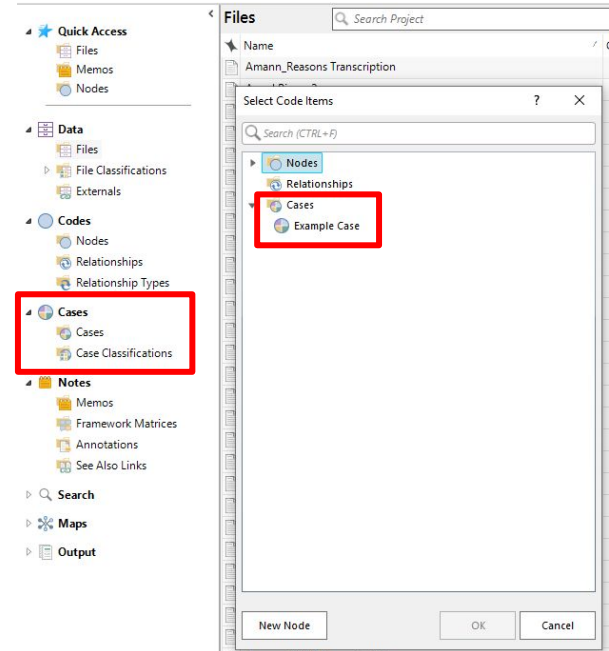 Quick Access
Files
Memos
Nodes
Data
Files
File Classifications
Externals
Codes
Nodes
Relationships
Relationship Types
Cases
Cases
Case Classifications
Notes
Memos
Framework Matrices
Annotations
See Also Links
Search
Maps
Output
Files
Search Project
Name
Amann_Reasons Transcription
Select Code Items
?
Search (CTRL+F)
Nodes
Relationships
Cases
Example Case
New Node
OK
Cancel